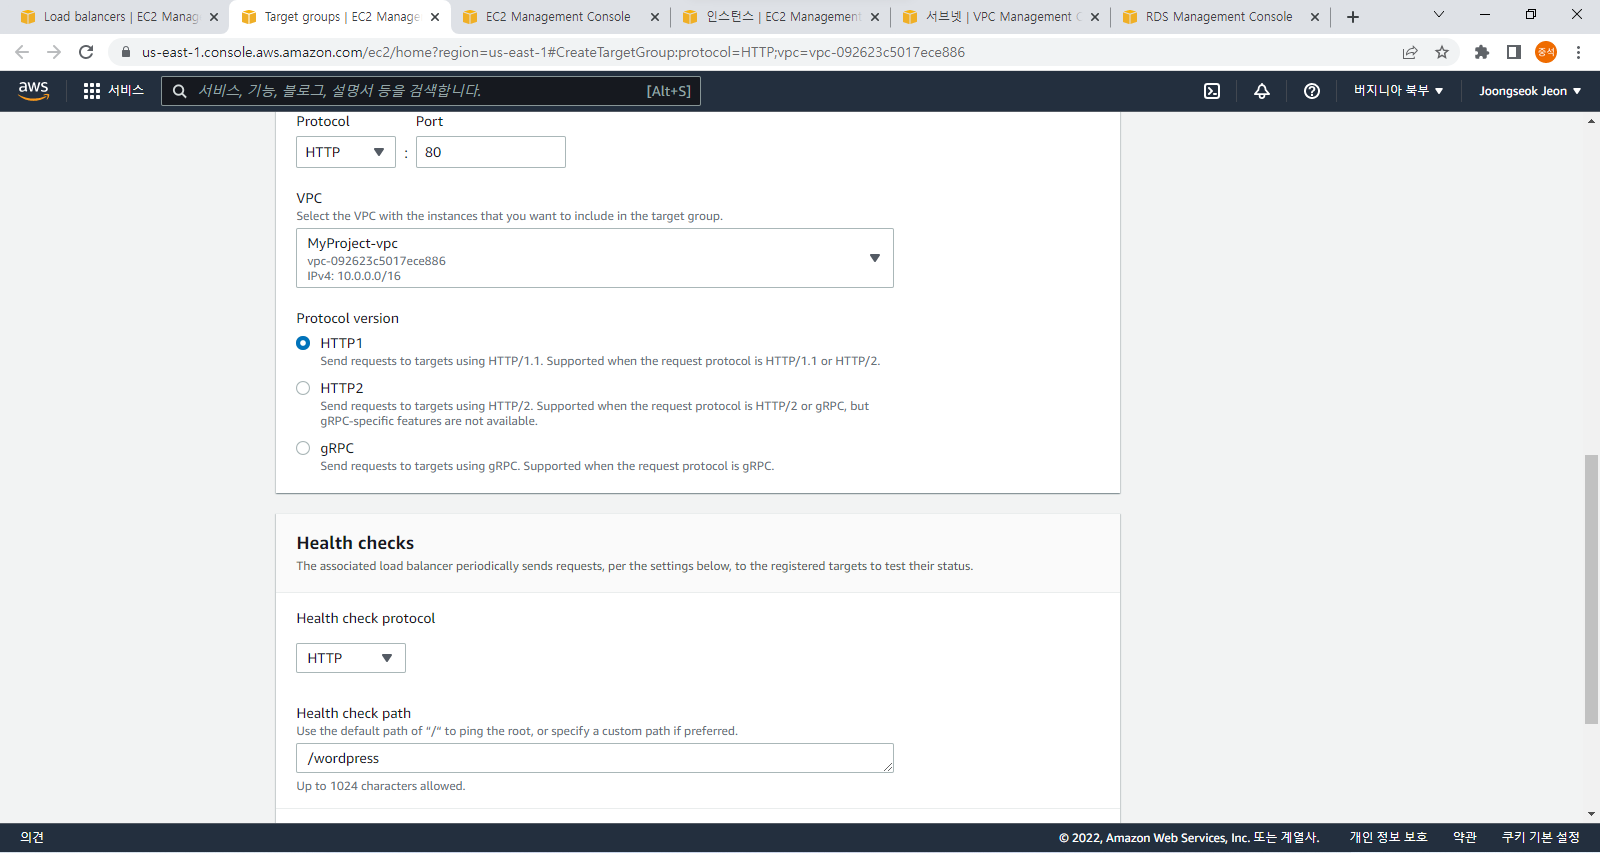 Load balancers | EC2 Manag
Target groups | EC2 Manage
EC2 Management Console
인스턴스 | EC2 Management
서브넷 | VPC Management C
RDS Management Console
us-east-1.console.aws.amazon.com/ec2/home?region=us-east-1#CreateTargetGroup:protocol=HTTP;vpc=vpc-092623c5017ece886
중석
aws
서비스
서비스, 기능, 블로그, 설명서 등을 검색합니다.
[Alt+S]
버지니아 북부
Joongseok Jeon
Protocol
Port
HTTP
:
80
VPC
Select the VPC with the instances that you want to include in the target group.
MyProject-vpc
vpc-092623c5017ece886
IPv4: 10.0.0.0/16
Protocol version
HTTP1
Send requests to targets using HTTP/1.1. Supported when the request protocol is HTTP/1.1 or HTTP/2.
HTTP2
Send requests to targets using HTTP/2. Supported when the request protocol is HTTP/2 or gRPC, but
gRPC-specific features are not available.
gRPC
Send requests to targets using gRPC. Supported when the request protocol is gRPC.
Health checks
The associated load balancer periodically sends requests, per the settings below, to the registered targets to test their status.
Health check protocol
HTTP
Health check path
Use the default path of "/" to ping the root, or specify a custom path if preferred.
/wordpress
Up to 1024 characters allowed.
의견
© 2022, Amazon Web Services, Inc. 또는 계열사.
개인 정보 보호
약관
쿠키 기본 설정